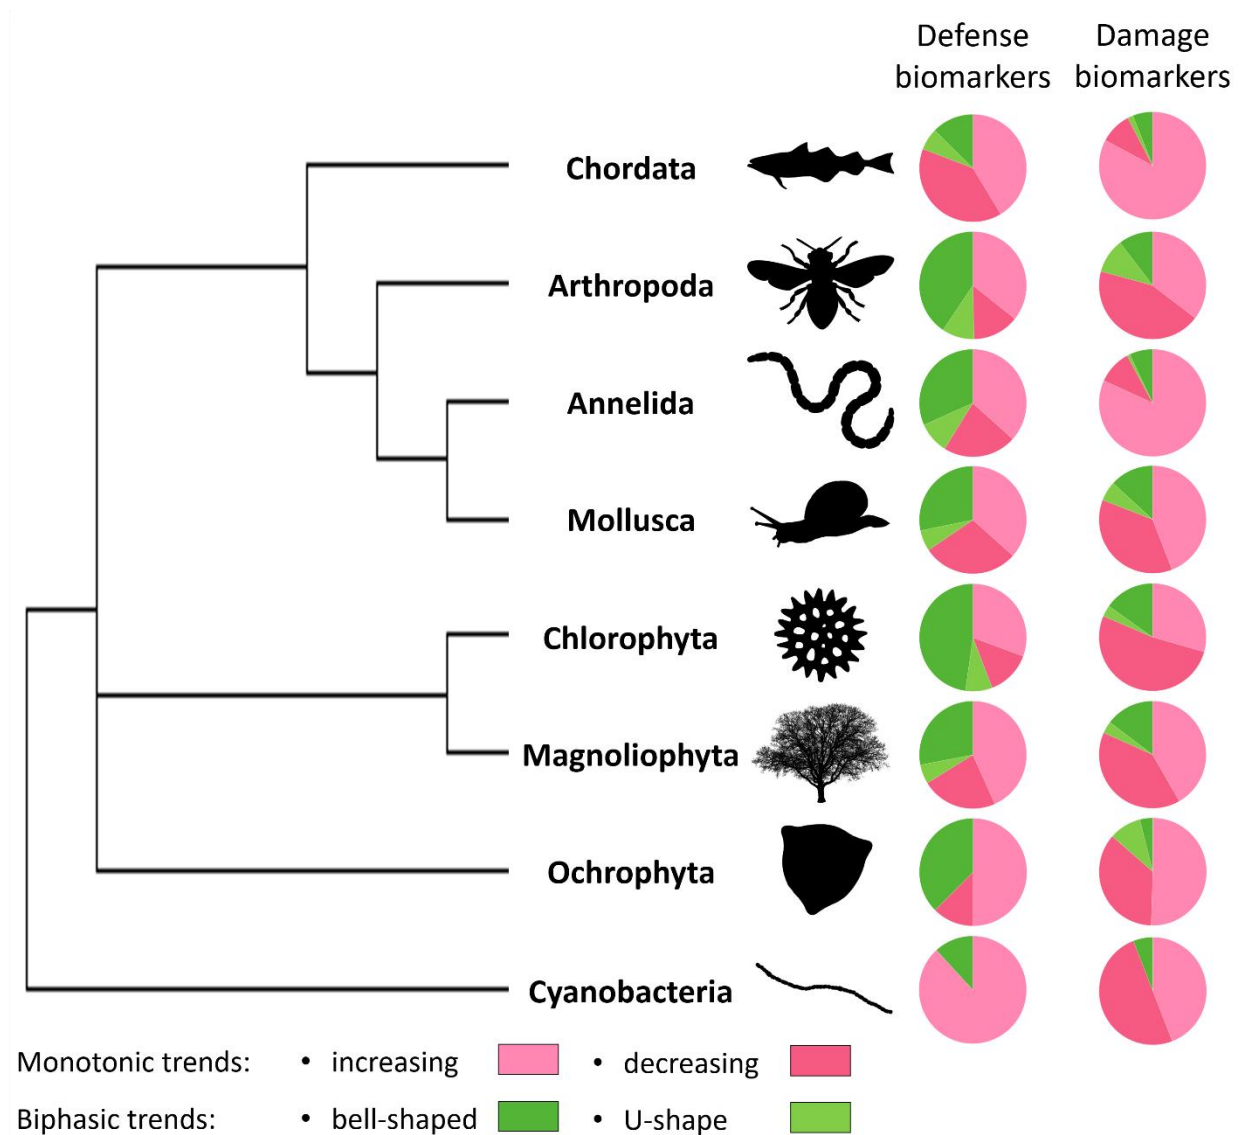 Defense Damage
biomarkers biomarkers
Chordata
Arthropoda
Annelida
Mollusca
Chlorophyta
Magnoliophyta
Ochrophyta
Cyanobacteria
Monotonic trends: • increasing • decreasing
Biphasic trends: • bell-shaped • U-shape